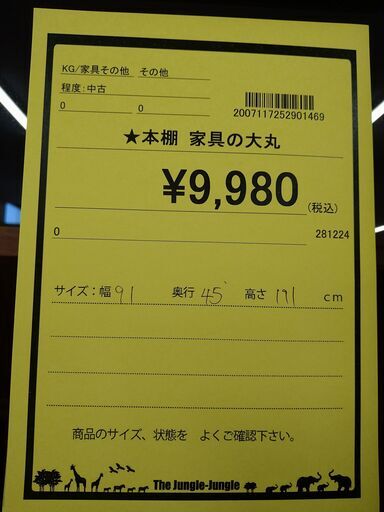 KG/家具その他 その他
程度:中古
0 0
2007117252901469
★本棚 家具の大丸
¥9,980 (税込)
0 281224
サイズ:幅 91 奥行 45 高さ 191 cm
商品のサイズ、状態を よくご確認下さい。
The Jungle-Jungle